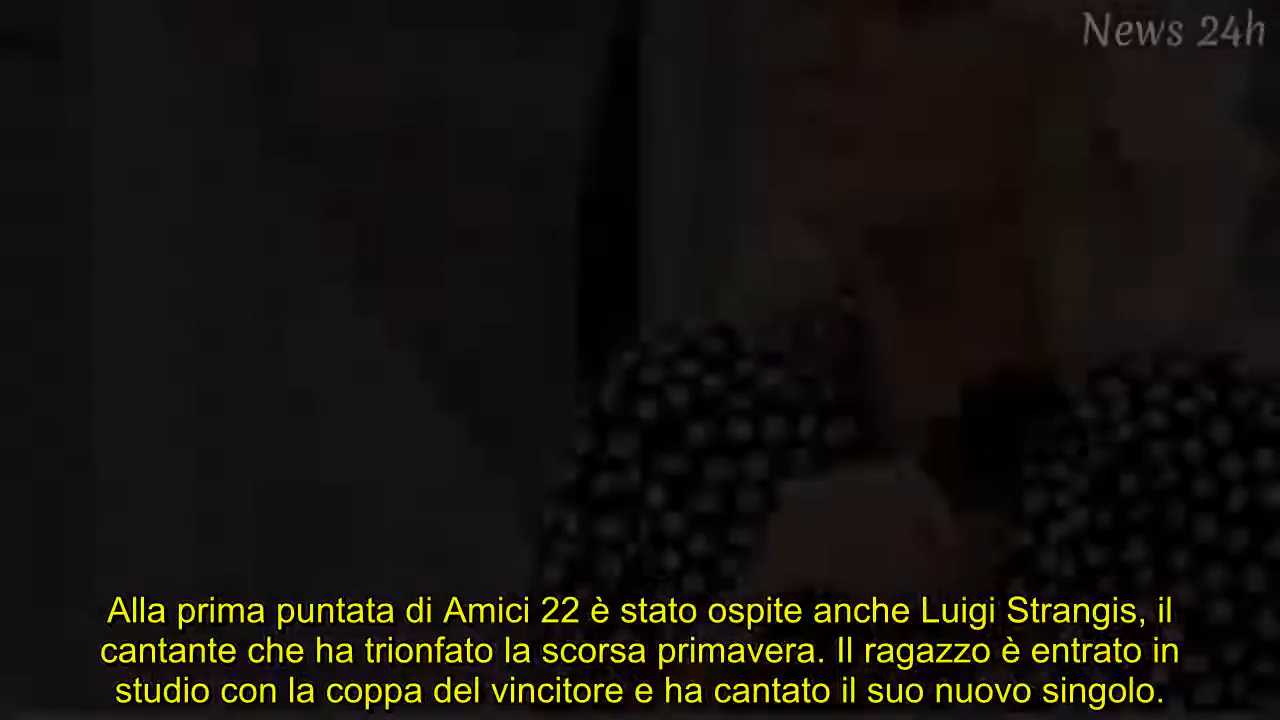 News 24h
Alla prima puntata di Amici 22 è stato ospite anche Luigi Strangis, il
cantante che ha trionfato la scorsa primavera. Il ragazzo è entrato in
studio con la coppa del vincitore e ha cantato il suo nuovo singolo.